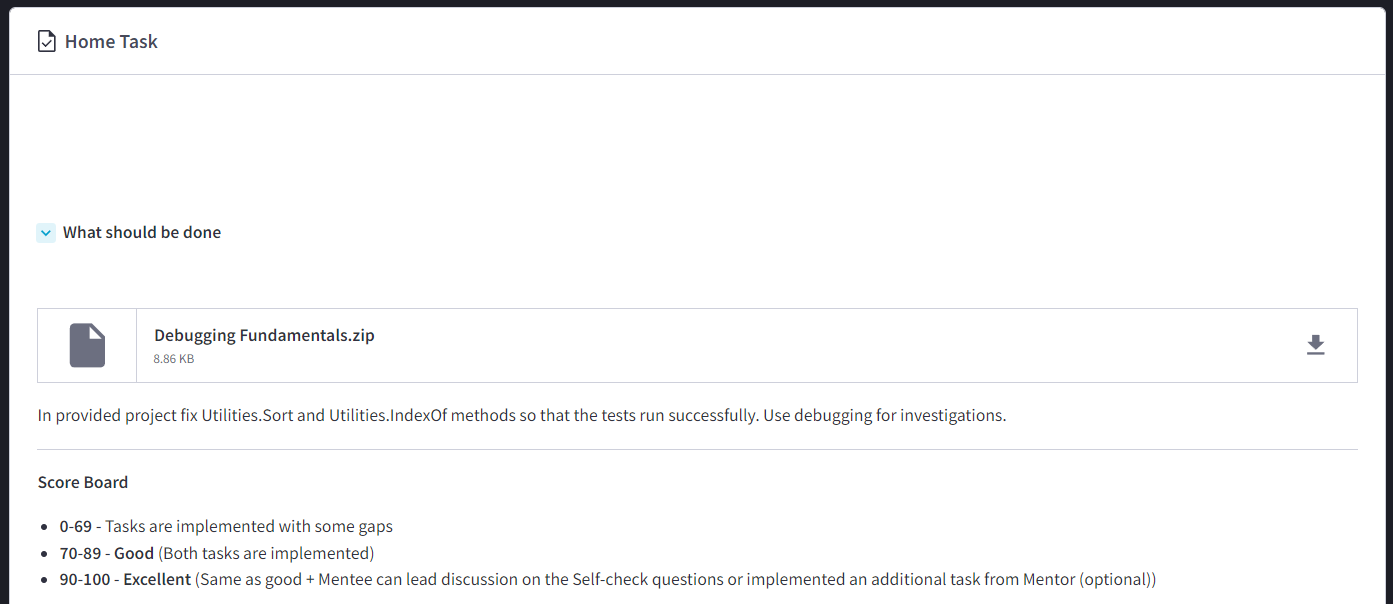 Home Task
What should be done
Debugging Fundamentals.zip
8.86 KB
In provided project fix Utilities.Sort and Utilities.IndexOf methods so that the tests run successfully. Use debugging for investigations.
Score Board
• 0-69 - Tasks are implemented with some gaps
• 70-89 - Good (Both tasks are implemented)
• 90-100 - Excellent (Same as good + Mentee can lead discussion on the Self-check questions or implemented an additional task from Mentor (optional))